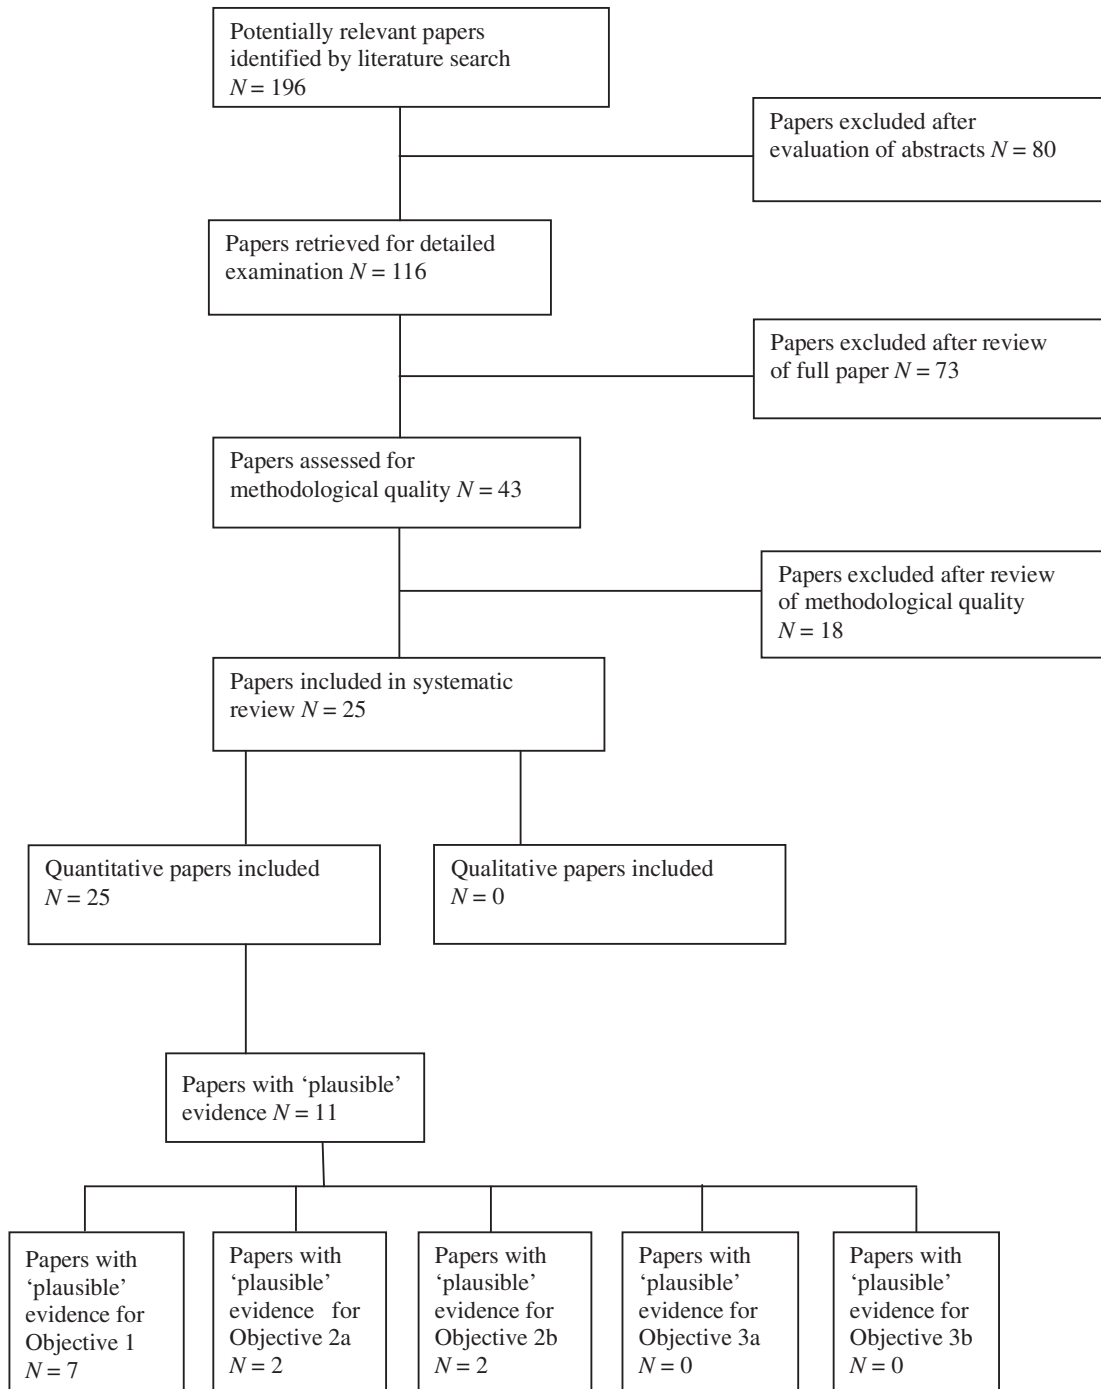 Potentially relevant papers
identified by literature search
N = 196
Papers excluded after
evaluation of abstracts N = 80
Papers retrieved for detailed
examination N = 116
Papers excluded after review
of full paper N = 73
Papers assessed for
methodological quality N = 43
Papers excluded after review
of methodological quality
N = 18
Papers included in systematic
review N = 25
Quantitative papers included
N = 25
Qualitative papers included
N = 0
Papers with ‘plausible’
evidence N = 11
Papers with
‘plausible’
evidence for
Objective 1
N = 7
Papers with
‘plausible’
evidence for
Objective 2a
N = 2
Papers with
‘plausible’
evidence for
Objective 2b
N = 2
Papers with
‘plausible’
evidence for
Objective 3a
N = 0
Papers with
‘plausible’
evidence for
Objective 3b
N = 0